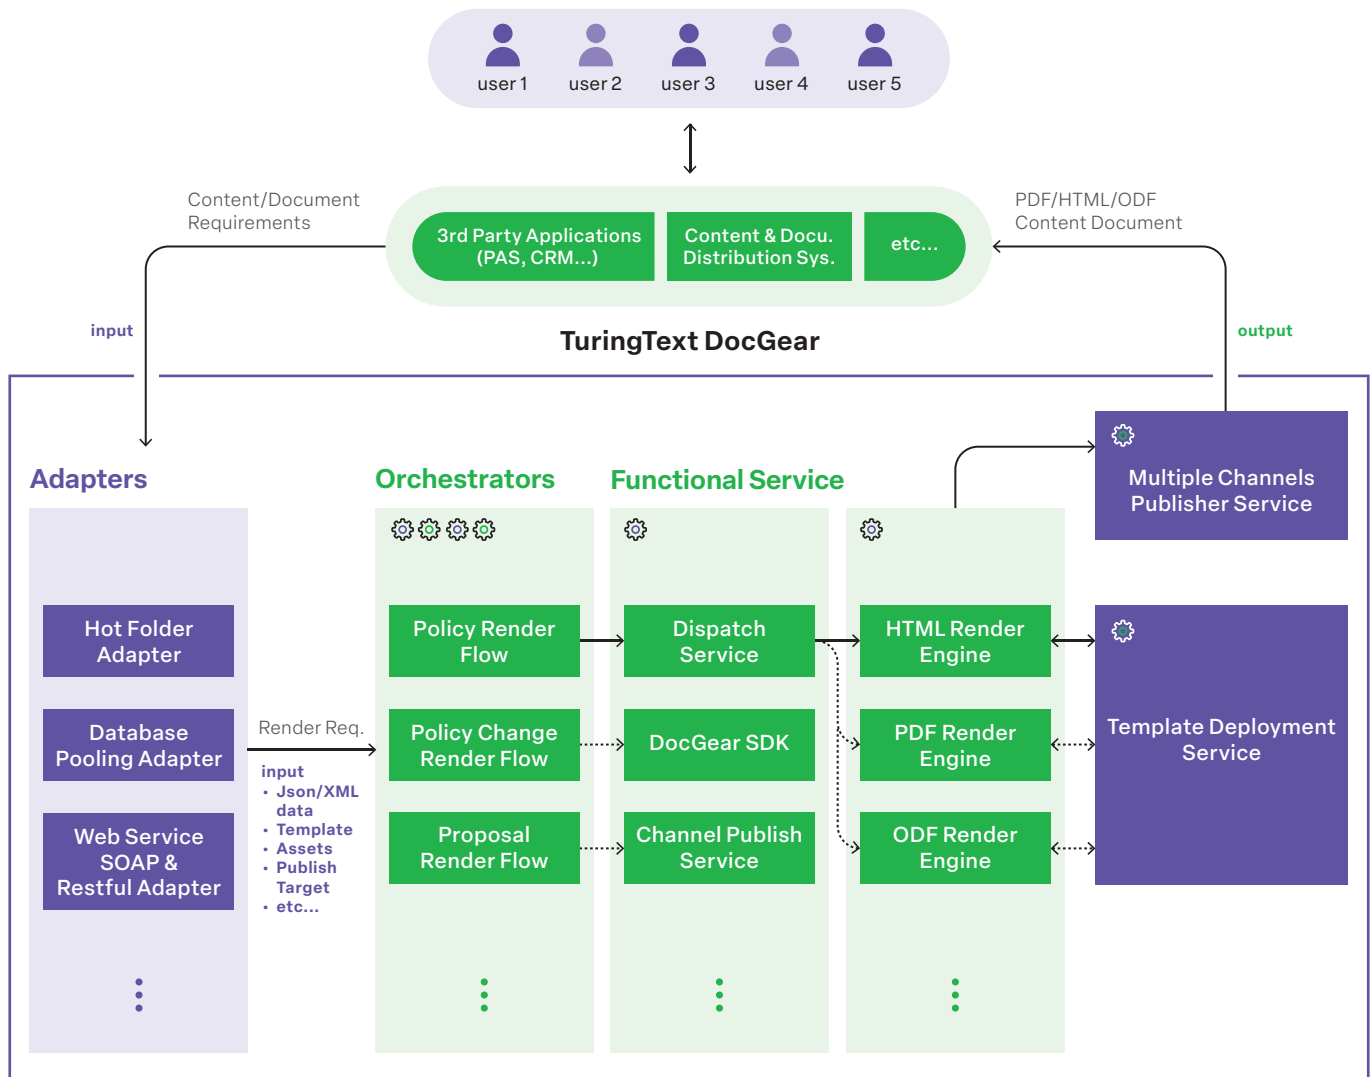 user 1
user 2
user 3
user 4
user 5
Content/Document
Requirements
3rd Party Applications
(PAS, CRM...)
Content & Docu.
Distribution Sys.
etc...
PDF/HTML/ODF
Content Document
input
TuringText DocGear
output
Adapters
Hot Folder
Adapter
Database
Pooling Adapter
Web Service
SOAP &
Restful Adapter
Render Req.
input
• Json/XML
data
• Template
• Assets
• Publish
Target
• etc...
Orchestrators
Policy Render
Flow
Policy Change
Render Flow
Proposal
Render Flow
Functional Service
Dispatch
Service
DocGear SDK
Channel Publish
Service
HTML Render
Engine
PDF Render
Engine
ODF Render
Engine
Multiple Channels
Publisher Service
Template Deployment
Service